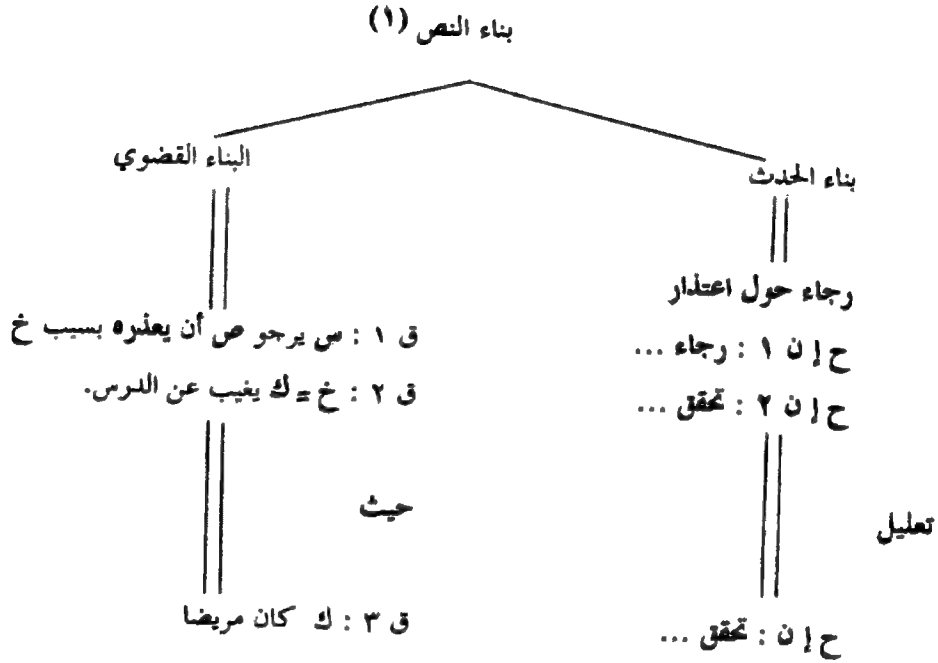 بناء النص (١)
بناء الحدث
البناء القضوي
رجاء حول اعتذار
ح إ ن ١ : رجاء ...
ح إ ن ٢ : تحقق ...
تعليل
ح إ ن : تحقق ...
ق ١ : س يرجو ص أن يعذره بسبب خ
ق ٢ : خ = ك يغيب عن الدرس.
حيث
ق ٣ : ك كان مريضا